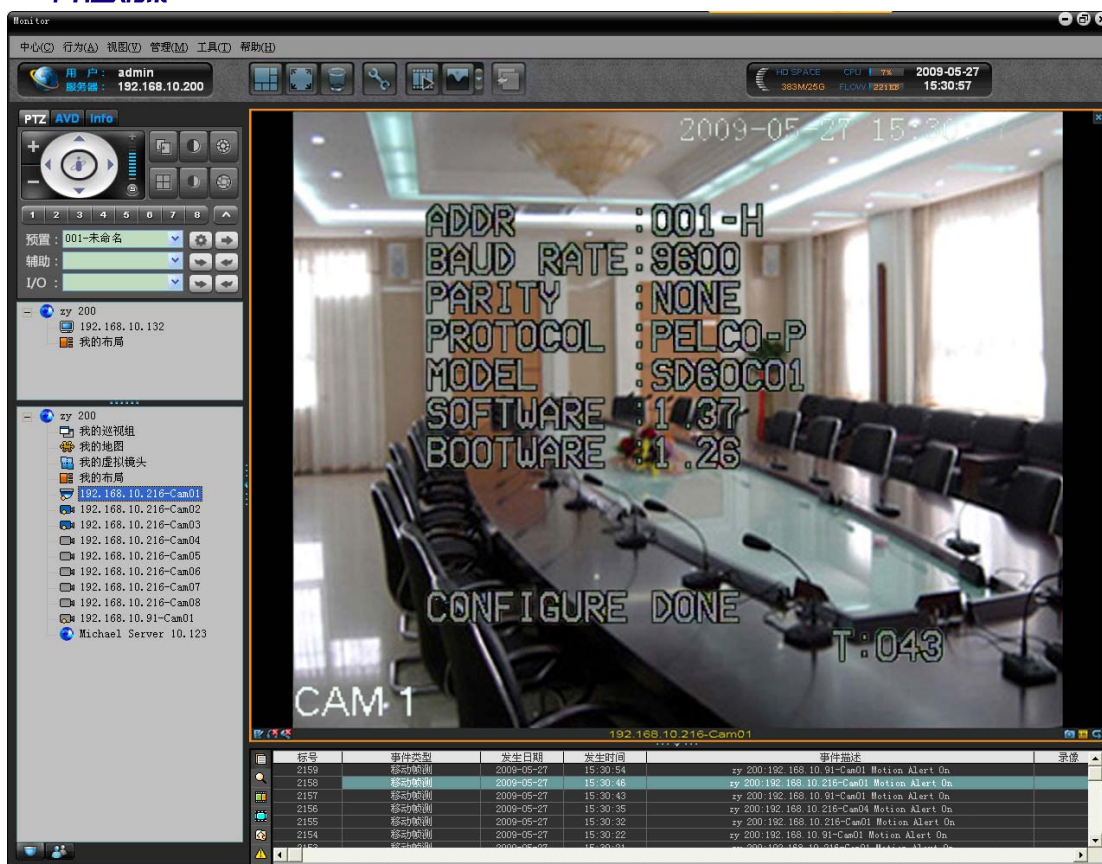 Monitor
中心(C) 行为(A) 视图(V) 管理(M) 工具(T) 帮助(H)
用 户： admin
服务器： 192.168.10.200
HD SPACE CPU 7% 2009-05-27
383M/25G FLOW 221KB 15:30:57
PTZ AVD Info
1 2 3 4 5 6 7 8
预置： 001-未命名
辅助：
I/O ：
zy 200
192.168.10.132
我的布局
zy 200
我的巡视组
我的地图
我的虚拟镜头
我的布局
192.168.10.216-Cam01
192.168.10.216-Cam02
192.168.10.216-Cam03
192.168.10.216-Cam04
192.168.10.216-Cam05
192.168.10.216-Cam06
192.168.10.216-Cam07
192.168.10.216-Cam08
192.168.10.91-Cam01
Michael Server 10.123
2009-05-27 15:30:
ADDR :001-H
BAUD RATE:9600
PARITY :NONE
PROTOCOL :PELCO-P
MODEL :SD60C01
SOFTWARE :1.37
BOOTWARE :1.26
CONFIGURE DONE
T:043
CAM 1
192.168.10.216-Cam01
标号 事件类型 发生日期 发生时间 事件描述 录像
2159 移动帧测 2009-05-27 15:30:54 zy 200:192.168.10.91-Cam01 Motion Alert On
2158 移动帧测 2009-05-27 15:30:46 zy 200:192.168.10.216-Cam01 Motion Alert On
2157 移动帧测 2009-05-27 15:30:43 zy 200:192.168.10.91-Cam01 Motion Alert On
2156 移动帧测 2009-05-27 15:30:35 zy 200:192.168.10.216-Cam04 Motion Alert On
2155 移动帧测 2009-05-27 15:30:32 zy 200:192.168.10.216-Cam01 Motion Alert On
2154 移动帧测 2009-05-27 15:30:22 zy 200:192.168.10.91-Cam01 Motion Alert On